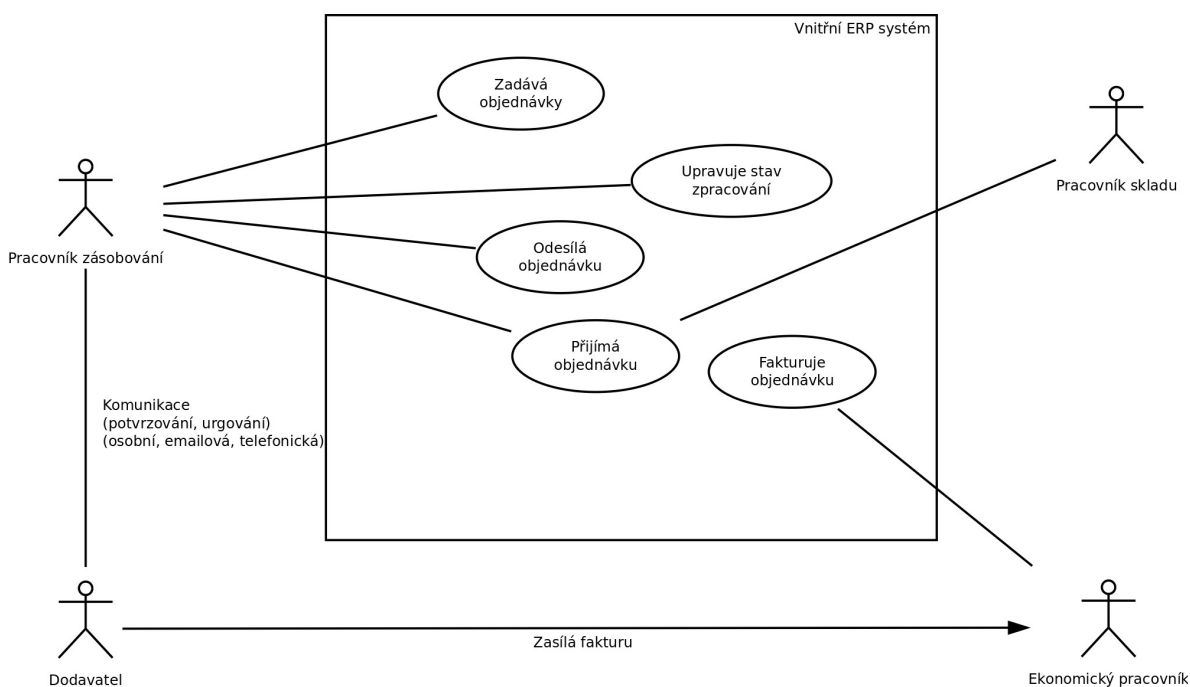 Vnitřní ERP systém
Zadává
objednávky
Upravuje stav
zpracování
Pracovník skladu
Pracovník zásobování
Odesílá
objednávku
Přijímá
objednávku
Fakturuje
objednávku
Komunikace
(potvrzování, urgování)
(osobní, emailová, telefonická)
Zasílá fakturu
Dodavatel
Ekonomický pracovník